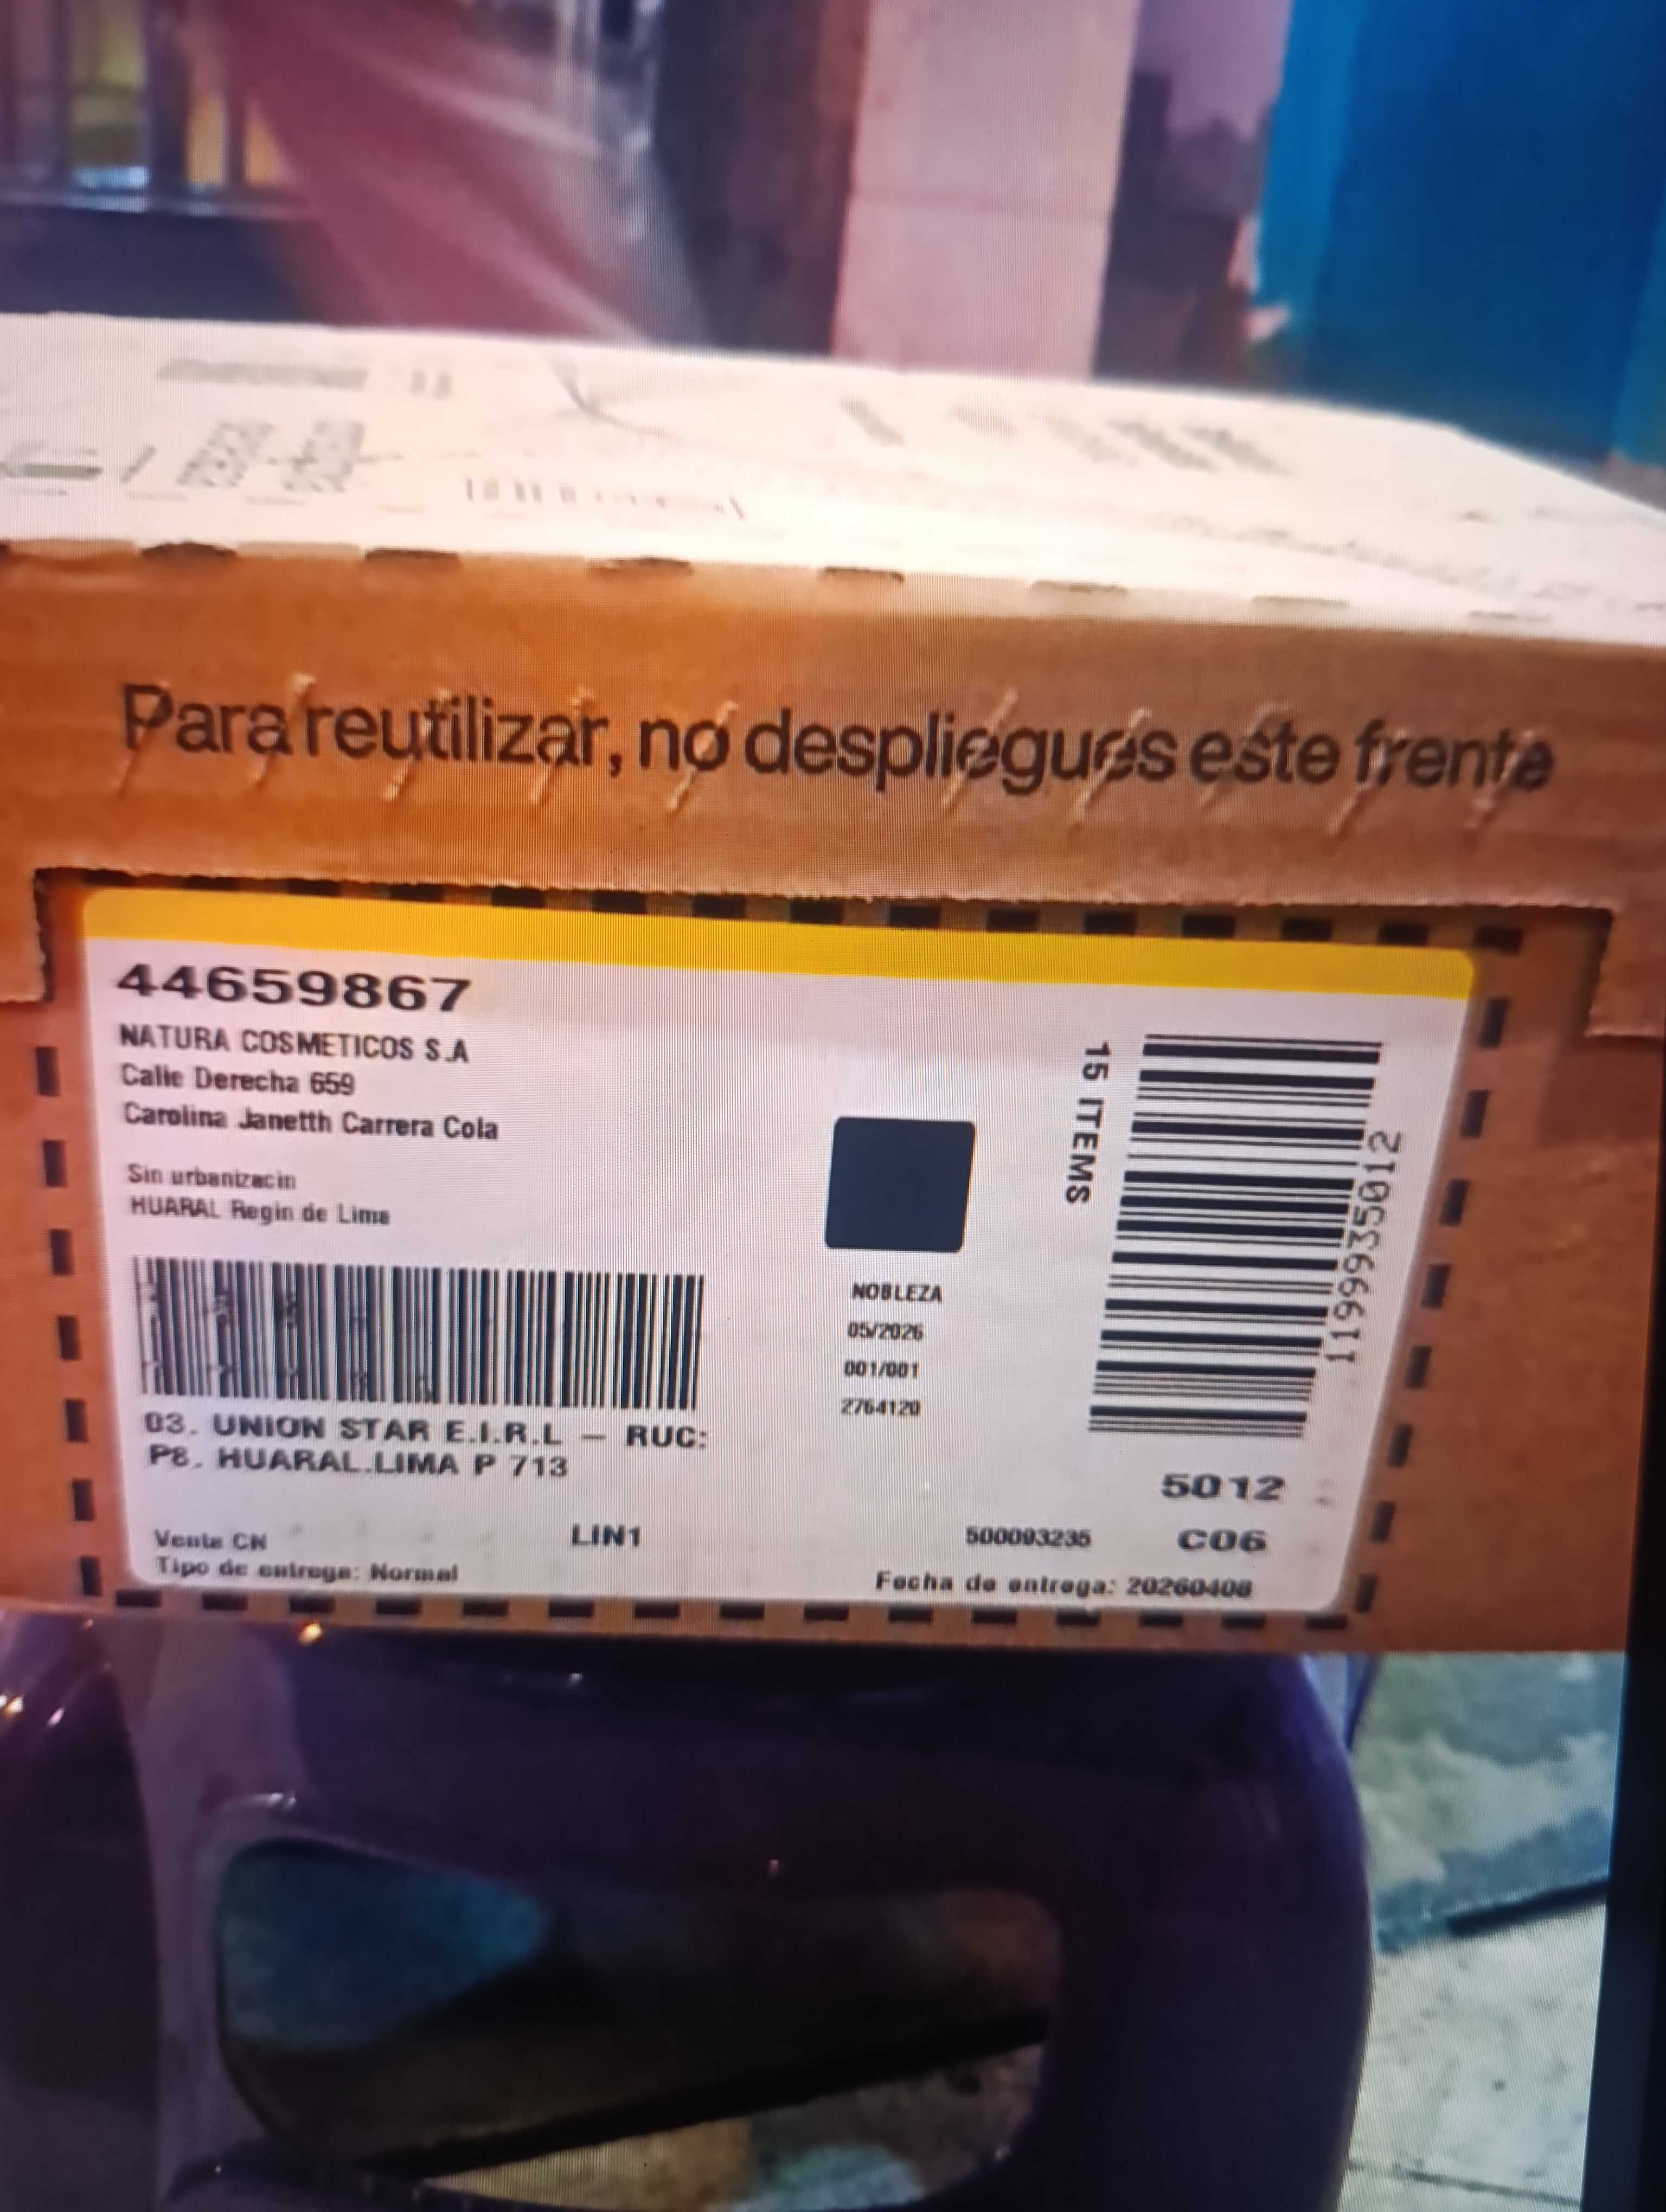 Para reutilizar, no despliegues este frente
44659867
NATURA COSMETICOS S.A
Calle Derecha 659
Carolina Janetth Carrera Cola
Sin urbanizacin
HUARAL Regin de Lima
03. UNION STAR E.I.R.L – RUC:
P8. HUARAL.LIMA P 713
Venta CN
Tipo de entrega: Normal
LIN1
NOBLEZA
05/2026
001/001
2764120
15 ITEMS
11999935012
5012
500093235
C06
Fecha de entrega: 20260408